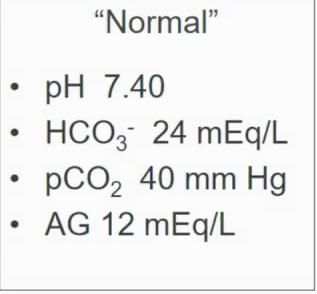 “Normal”
• pH 7.40
• HCO₃⁻ 24 mEq/L
• pCO₂ 40 mm Hg
• AG 12 mEq/L